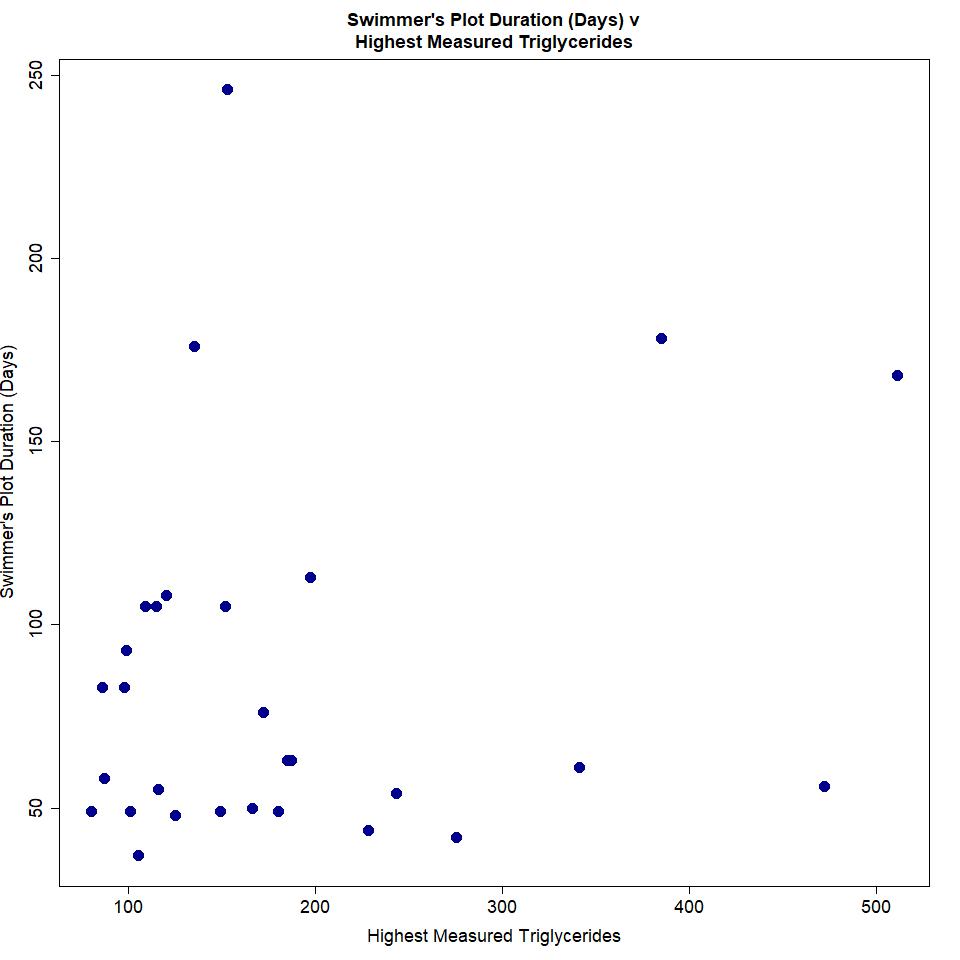 Swimmer's Plot Duration (Days) v
Highest Measured Triglycerides
Swimmer's Plot Duration (Days)
250
200
150
100
50
100 200 300 400 500
Highest Measured Triglycerides